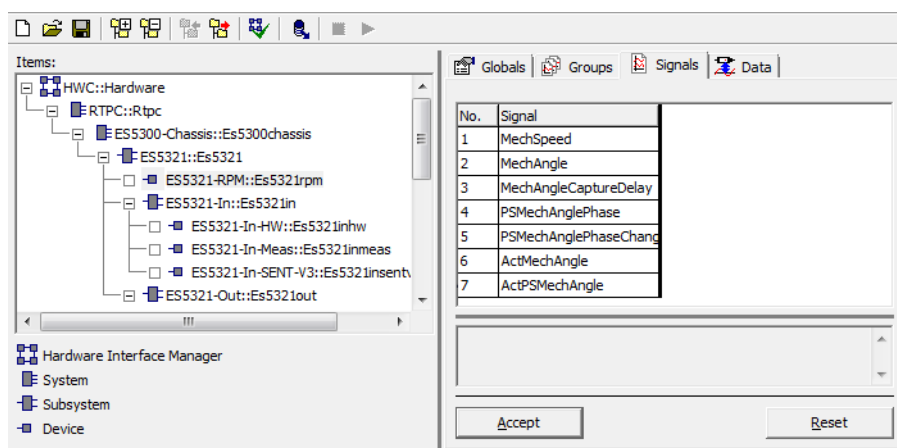 Items:
HWC::Hardware
RTPC::Rtpc
ES5300-Chassis::Es5300chassis
ES5321::Es5321
ES5321-RPM::Es5321rpm
ES5321-In::Es5321in
ES5321-In-HW::Es5321inhw
ES5321-In-Meas::Es5321inmeas
ES5321-In-SENT-V3::Es5321insent
ES5321-Out::Es5321out
Hardware Interface Manager
System
Subsystem
Device
Globals Groups Signals Data
No. Signal
1 MechSpeed
2 MechAngle
3 MechAngleCaptureDelay
4 PSMechAnglePhase
5 PSMechAnglePhaseChang
6 ActMechAngle
7 ActPSMechAngle
Accept Reset